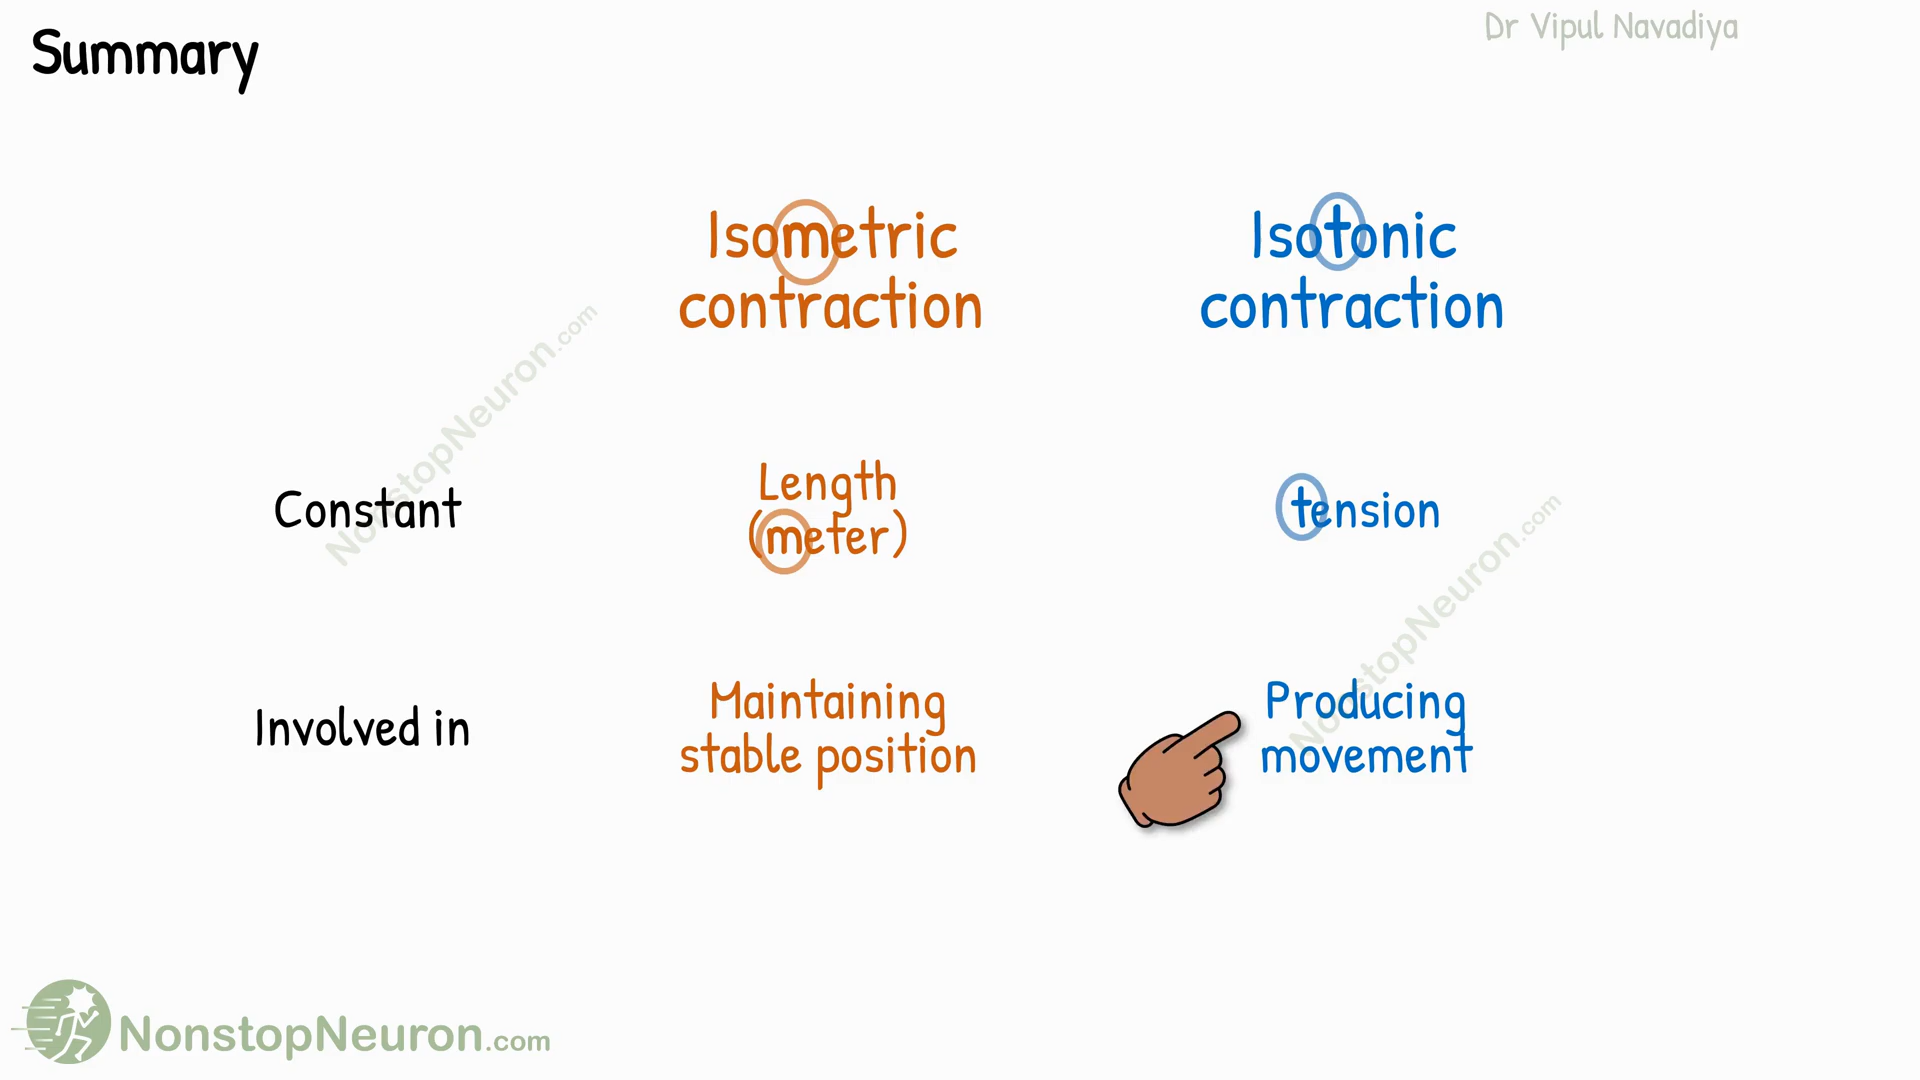 Summary
Dr Vipul Navadiya
Isometric
contraction
Isotonic
contraction
Constant
Length
(meter)
tension
Involved in
Maintaining
stable position
Producing
movement
NonstopNeuron.com
NonstopNeuron.com
NonstopNeuron.com